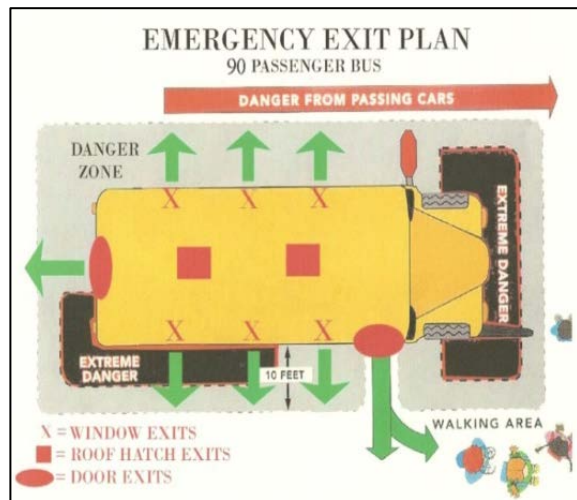 EMERGENCY EXIT PLAN
90 PASSENGER BUS
DANGER FROM PASSING CARS
DANGER
ZONE
X X X
EXTREME DANGER
X X X
EXTREME
DANGER
10 FEET
WALKING AREA
X = WINDOW EXITS
= ROOF HATCH EXITS
= DOOR EXITS